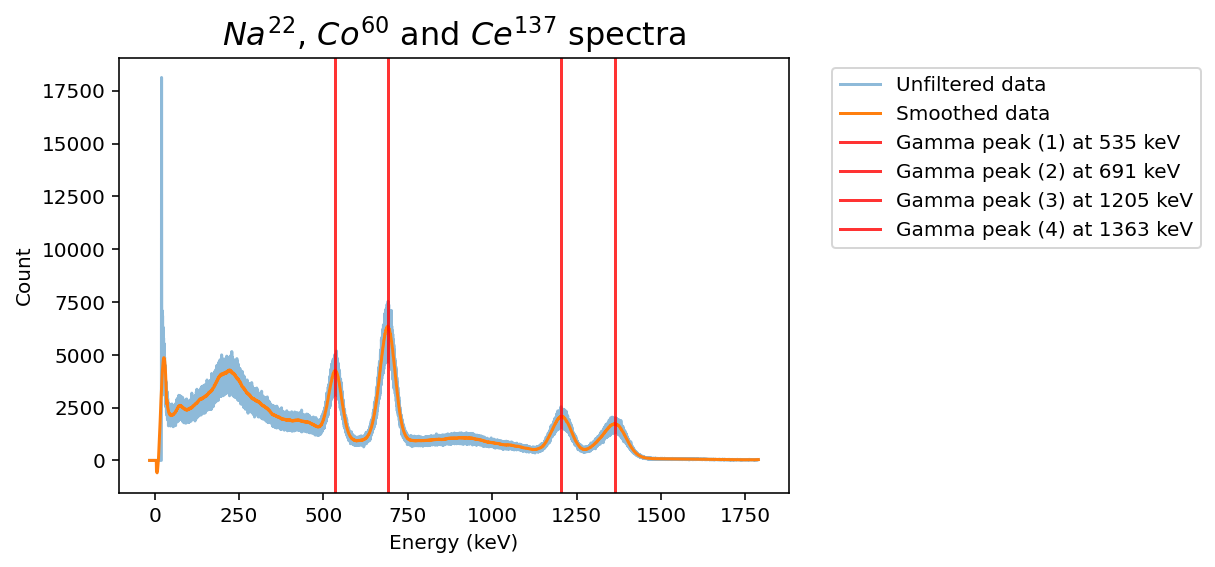 Na²², Co⁶⁰ and Ce¹³⁷ spectra
Unfiltered data
Smoothed data
Gamma peak (1) at 535 keV
Gamma peak (2) at 691 keV
Gamma peak (3) at 1205 keV
Gamma peak (4) at 1363 keV
Count
17500
15000
12500
10000
7500
5000
2500
0
0 250 500 750 1000 1250 1500 1750
Energy (keV)